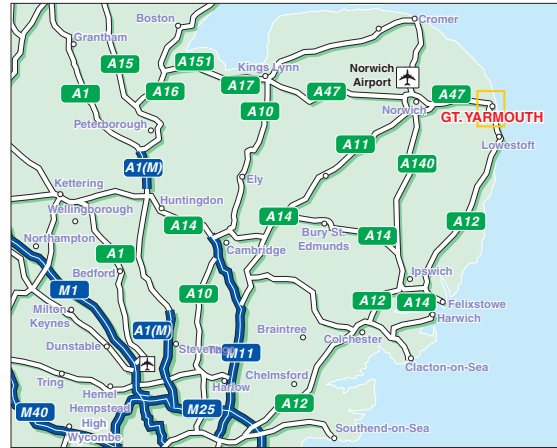 Boston
Cromer
Grantham
A15
A151
Kings Lynn
Norwich
Airport
A17
A1
A16
A47
A47
A10
Norwich
GT. YARMOUTH
Peterborough
A11
Lowestoft
A1(M)
A140
Ely
Kettering
Huntingdon
Wellingborough
A14
A14
Bury St.
Edmunds
A14
A12
Northampton
A1
Cambridge
Bedford
Ipswich
M1
A10
A12
A14
Felixstowe
Milton
Keynes
A1(M)
Harwich
Braintree
Colchester
Dunstable
Stevenage
M11
Clacton-on-Sea
Tring
Chelmsford
Hemel
Hempstead
Harlow
M40
M25
A12
High
Wycombe
Southend-on-Sea